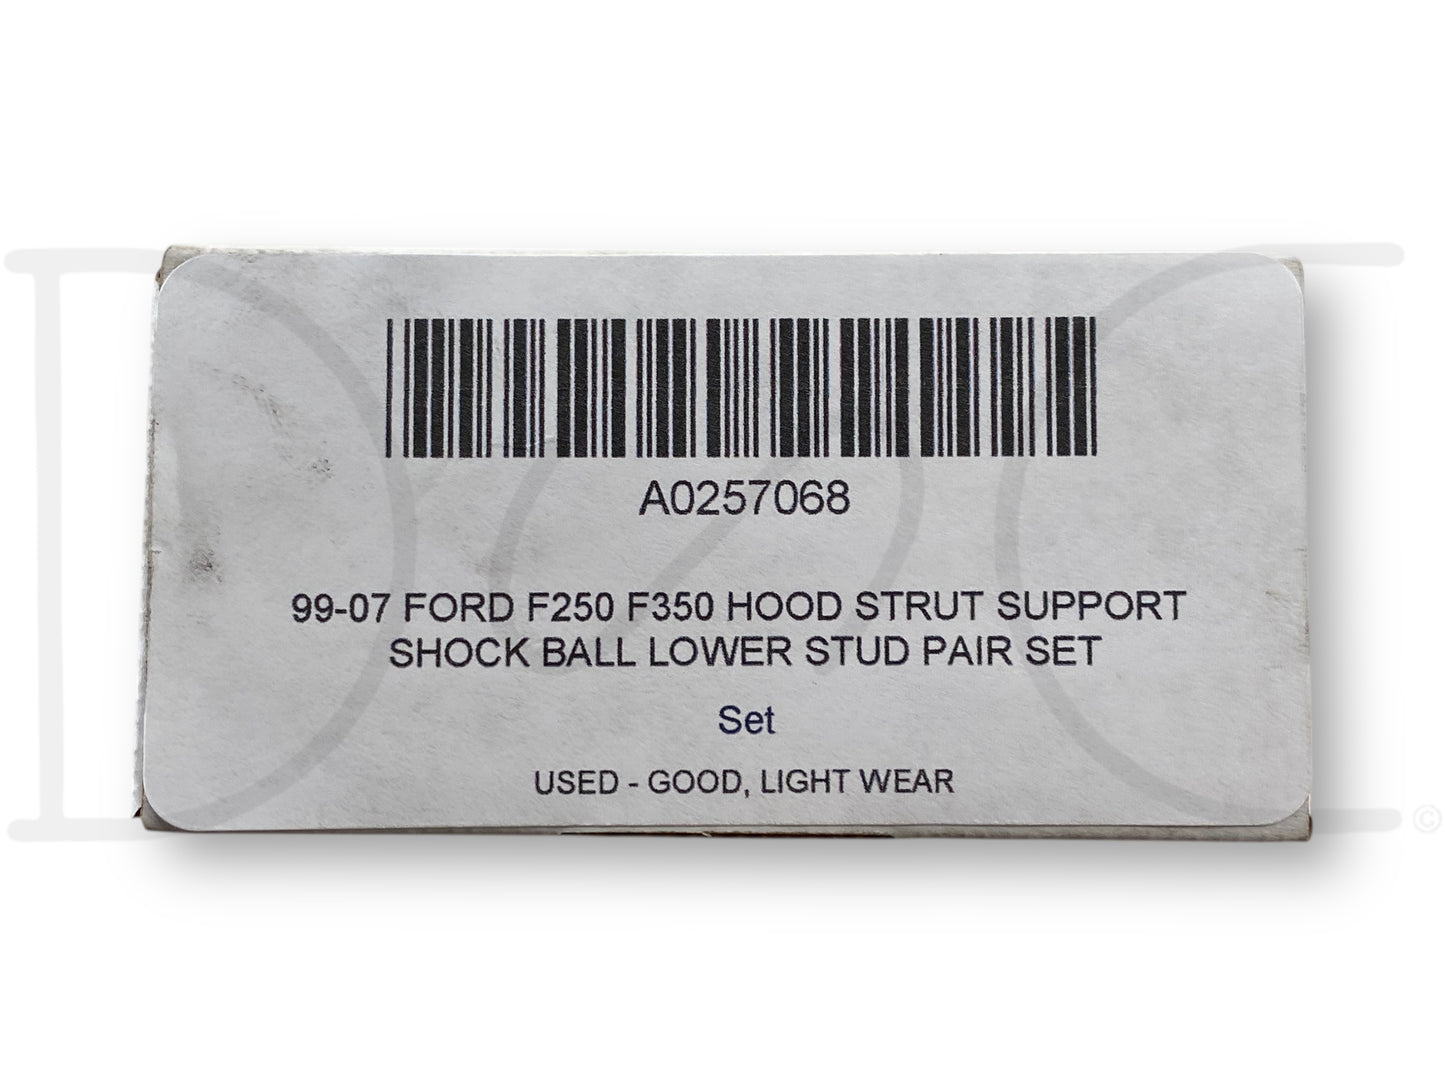 A0257068
99-07 FORD F250 F350 HOOD STRUT SUPPORT
SHOCK BALL LOWER STUD PAIR SET
Set
USED - GOOD, LIGHT WEAR
©